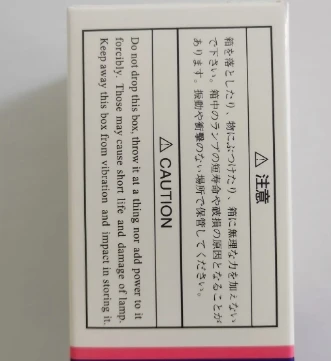 ⚠ 注意
箱を落としたり、物にぶつけたり、箱に無理な力を加えない
で下さい。箱中のランプの短寿命や破損の原因となることが
あります。振動や衝撃のない場所で保管してください。
⚠ CAUTION
Do not drop this box, throw it at a thing nor add power to it
forcibly. Those may cause short life and damage of lamp.
Keep away this box from vibration and impact in storing it.